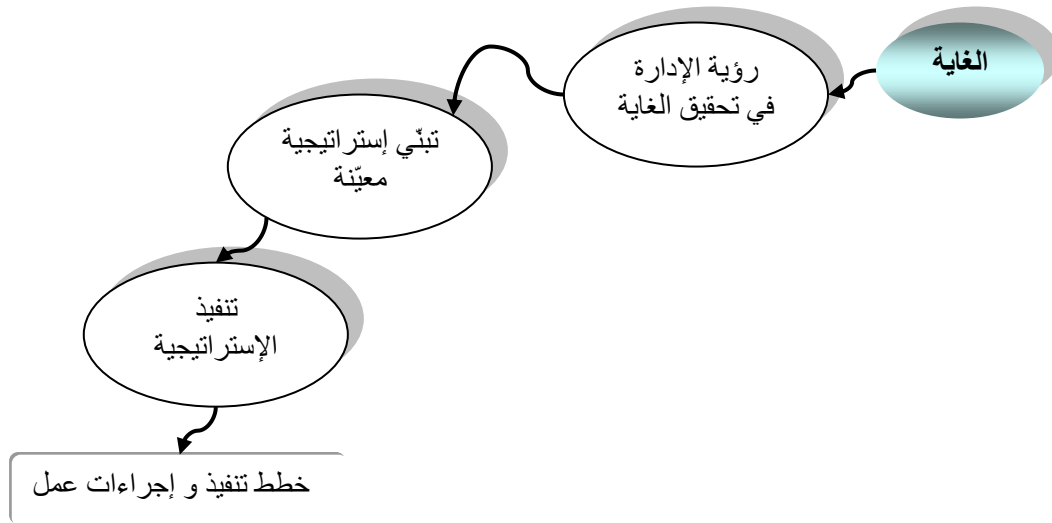 الغاية
رؤية الإدارة
في تحقيق الغاية
تبنّي إستراتيجية
معيّنة
تنفيذ
الإستراتيجية
خطط تنفيذ و إجراءات عمل